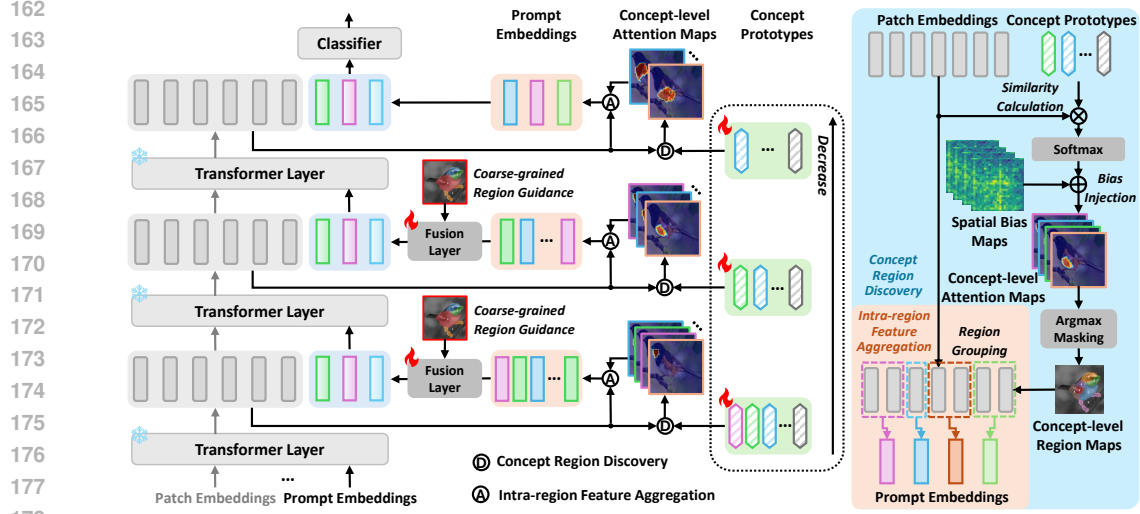 162
163
164
165
166
167
168
169
170
171
172
173
174
175
176
177
Classifier
Prompt
Embeddings
Concept-level
Attention Maps
Concept
Prototypes
A
D
...
Decrease
Transformer Layer
Coarse-grained
Region Guidance
Fusion
Layer
...
A
D
...
Transformer Layer
Coarse-grained
Region Guidance
Fusion
Layer
...
A
D
...
Transformer Layer
...
Patch Embeddings
Prompt Embeddings
D Concept Region Discovery
A Intra-region Feature Aggregation
Patch Embeddings
Concept Prototypes
...
Similarity
Calculation
Softmax
Bias
Injection
Spatial Bias
Maps
Concept
Region
Discovery
Concept-level
Attention Maps
Intra-region
Feature
Aggregation
Region
Grouping
Argmax
Masking
Concept-level
Region Maps
Prompt Embeddings